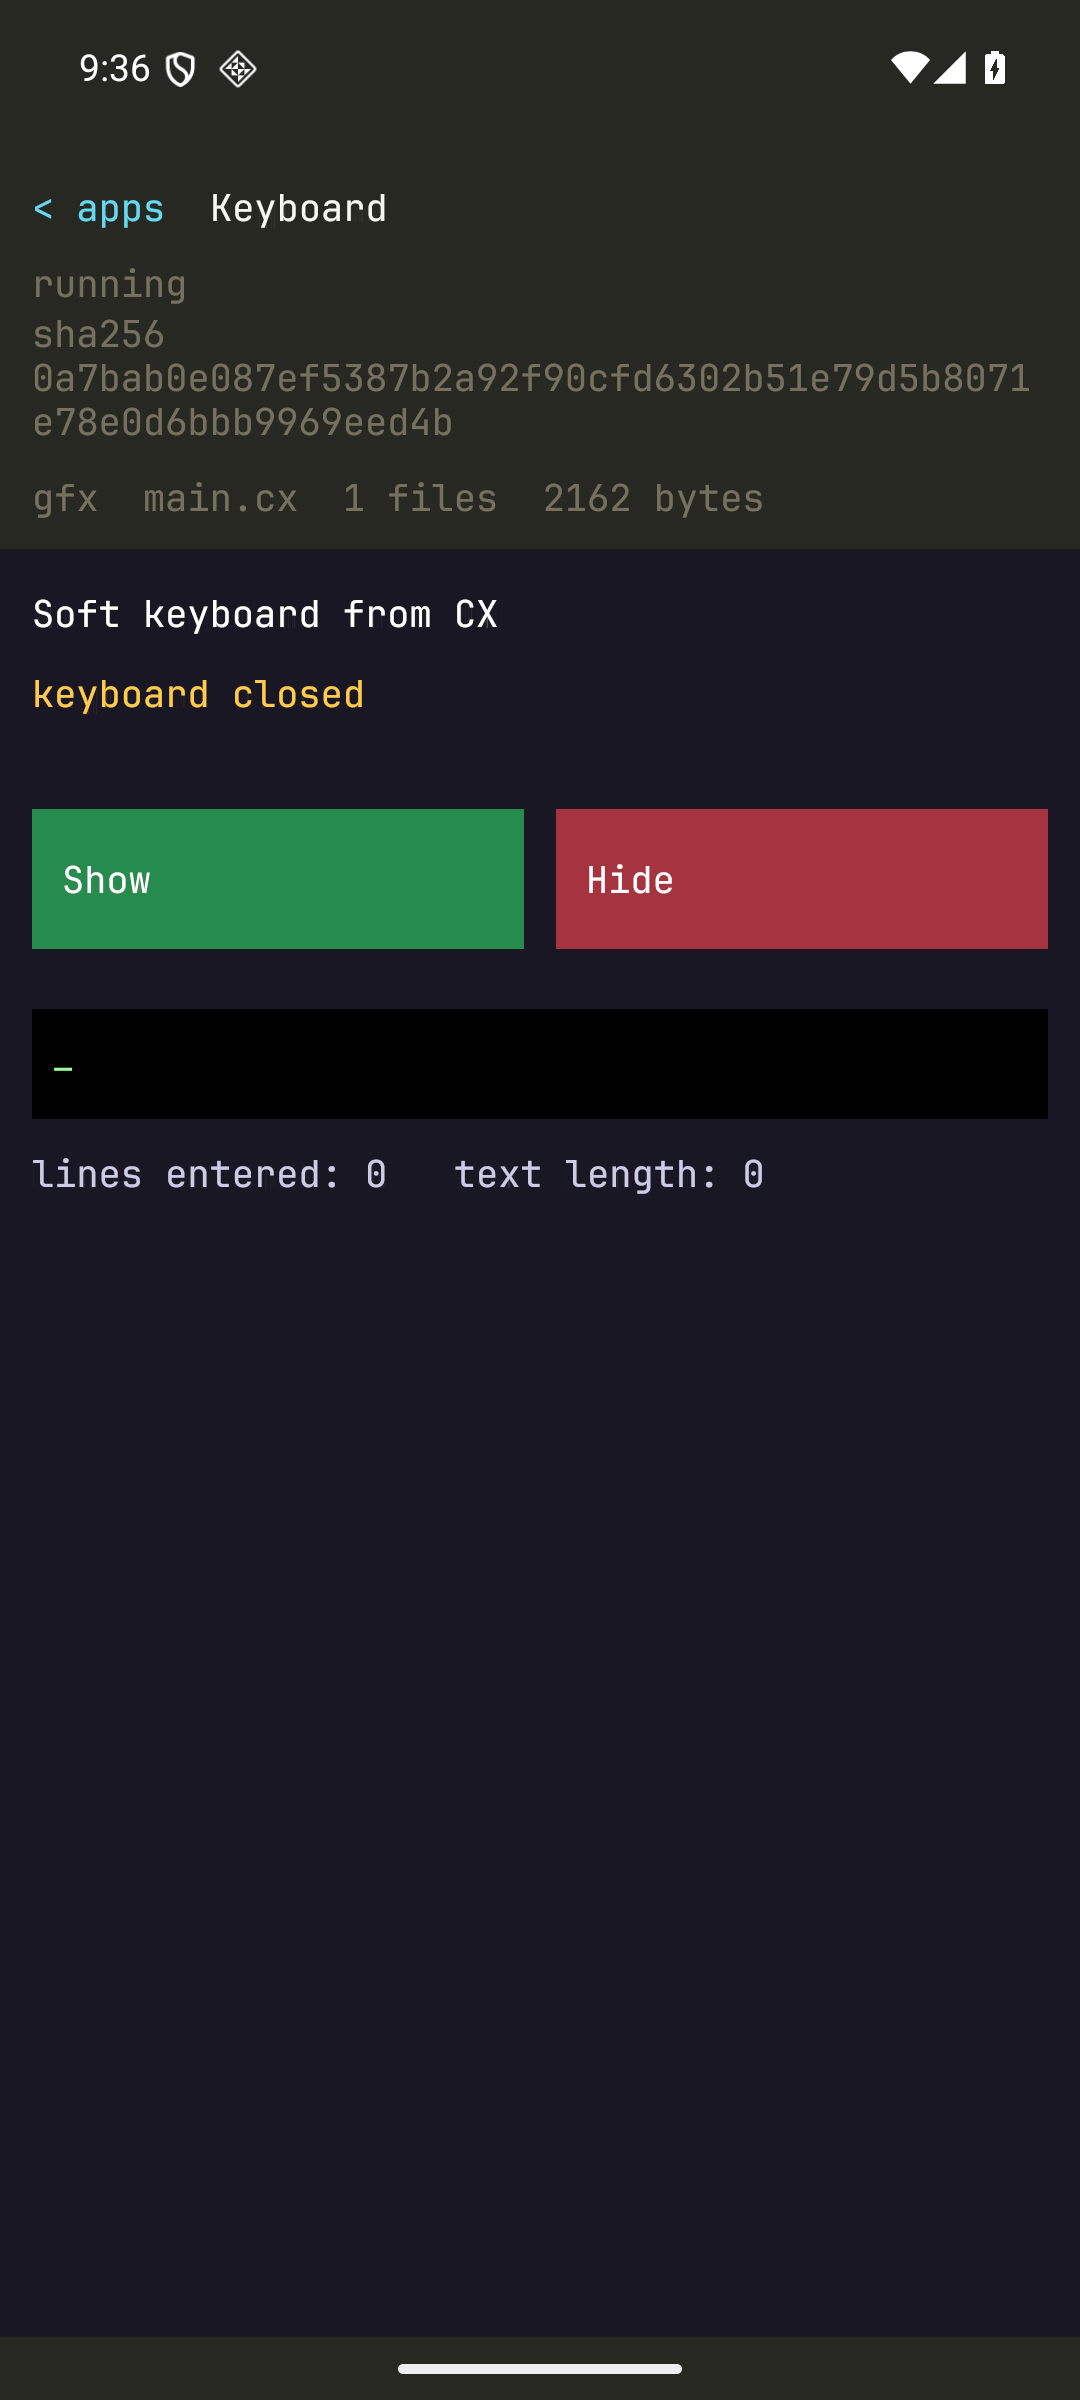 9:36
< apps  Keyboard
running
sha256
0a7bab0e087ef5387b2a92f90cfd6302b51e79d5b8071
e78e0d6bbb9969eed4b
gfx  main.cx  1 files  2162 bytes
Soft keyboard from CX
keyboard closed
Show  Hide
_
lines entered: 0   text length: 0